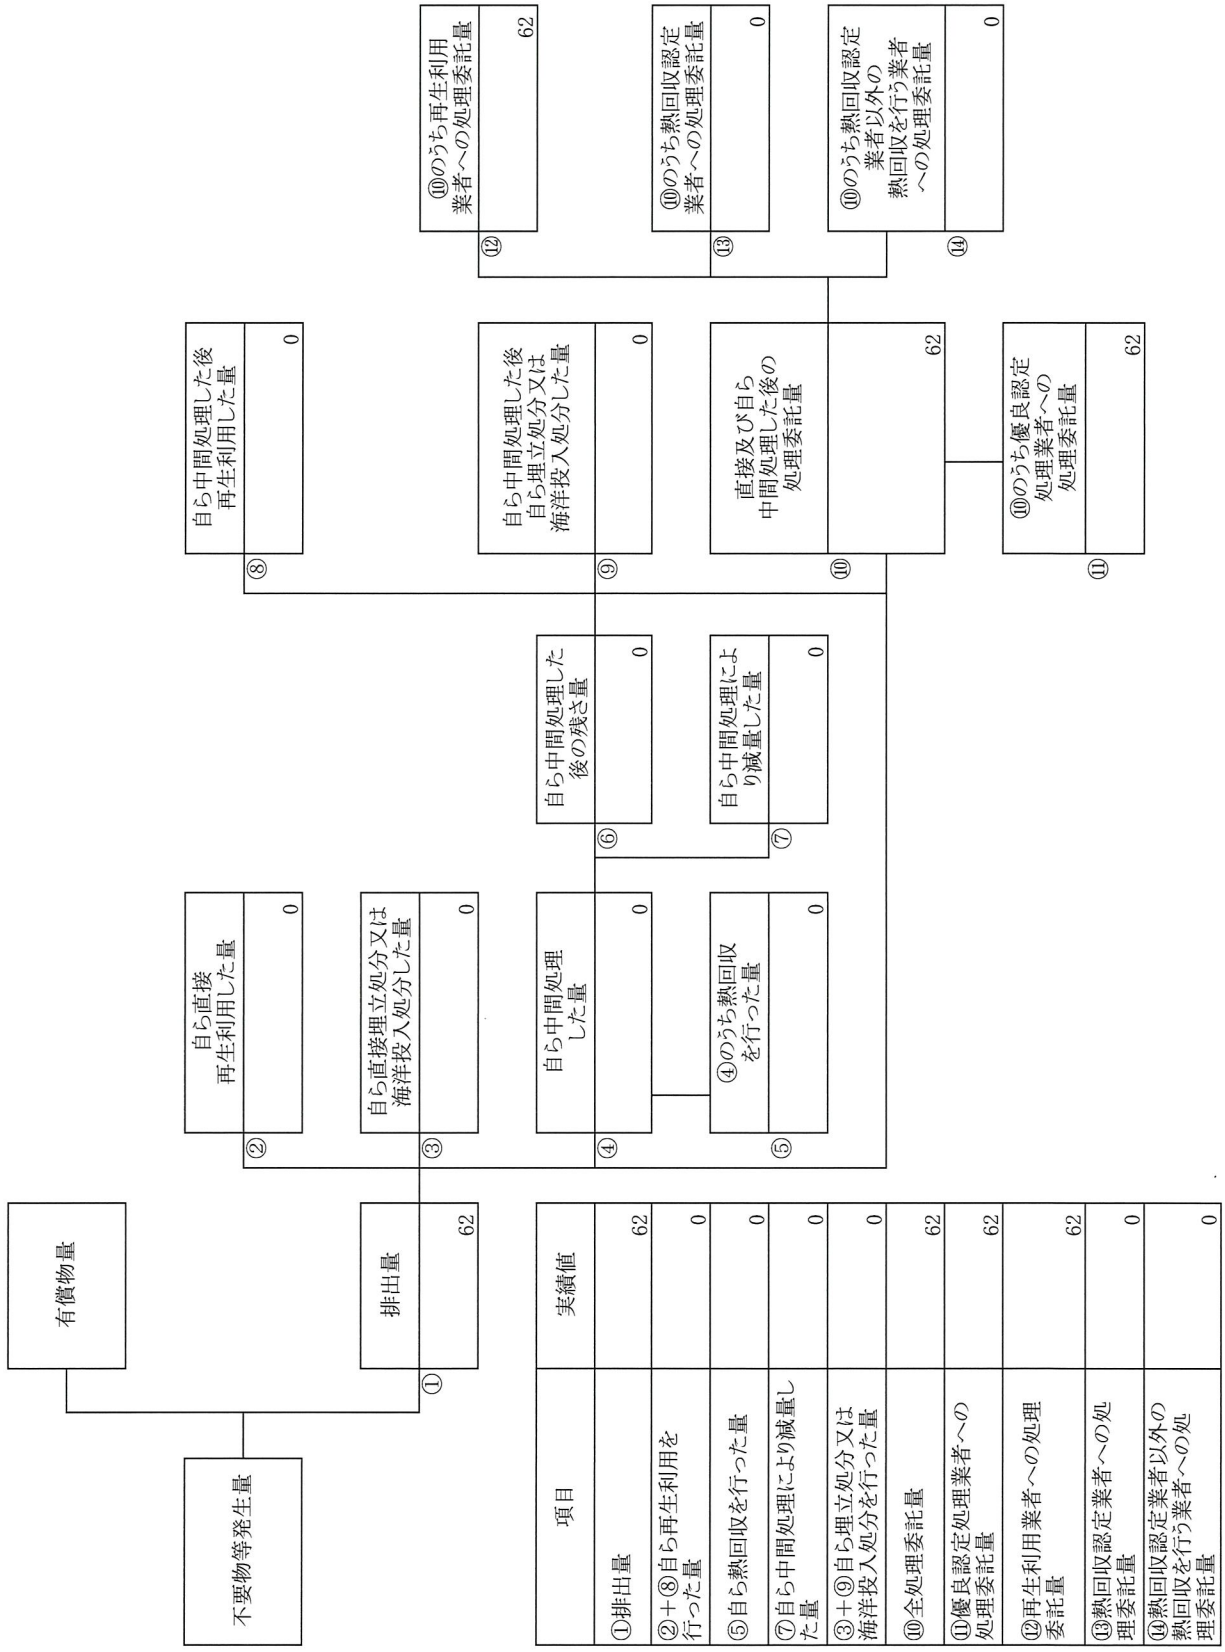 有償物量
不要物等発生量
①
排出量
62
②
自ら直接
再生利用した量
0
③
自ら直接埋立処分又は
海洋投入処分した量
0
④
自ら中間処理
した量
0
⑤
④のうち熱回収
を行った量
0
⑥
自ら中間処理した
後の残さ量
0
⑦
自ら中間処理によ
り減量した量
0
⑧
自ら中間処理した後
再生利用した量
0
⑨
自ら中間処理した後
自ら埋立処分又は
海洋投入処分した量
0
⑩
直接及び自ら
中間処理した後の
処理委託量
62
⑪
⑩のうち優良認定
処理業者への
処理委託量
62
⑫
⑩のうち再生利用
業者への処理委託量
62
⑬
⑩のうち熱回収認定
業者への処理委託量
0
⑭
⑩のうち熱回収認定
業者以外の
熱回収を行う業者
への処理委託量
0
項目 実績値
①排出量 62
②+⑧自ら再生利用を
行った量 0
⑤自ら熱回収を行った量 0
⑦自ら中間処理により減量し
た量 0
③+⑨自ら埋立処分又は
海洋投入処分を行った量 0
⑩全処理委託量 62
⑪優良認定処理業者への
処理委託量 62
⑫再生利用業者への処理
委託量 62
⑬熱回収認定業者への処
理委託量 0
⑭熱回収認定業者以外の
熱回収を行う業者への処
理委託量 0